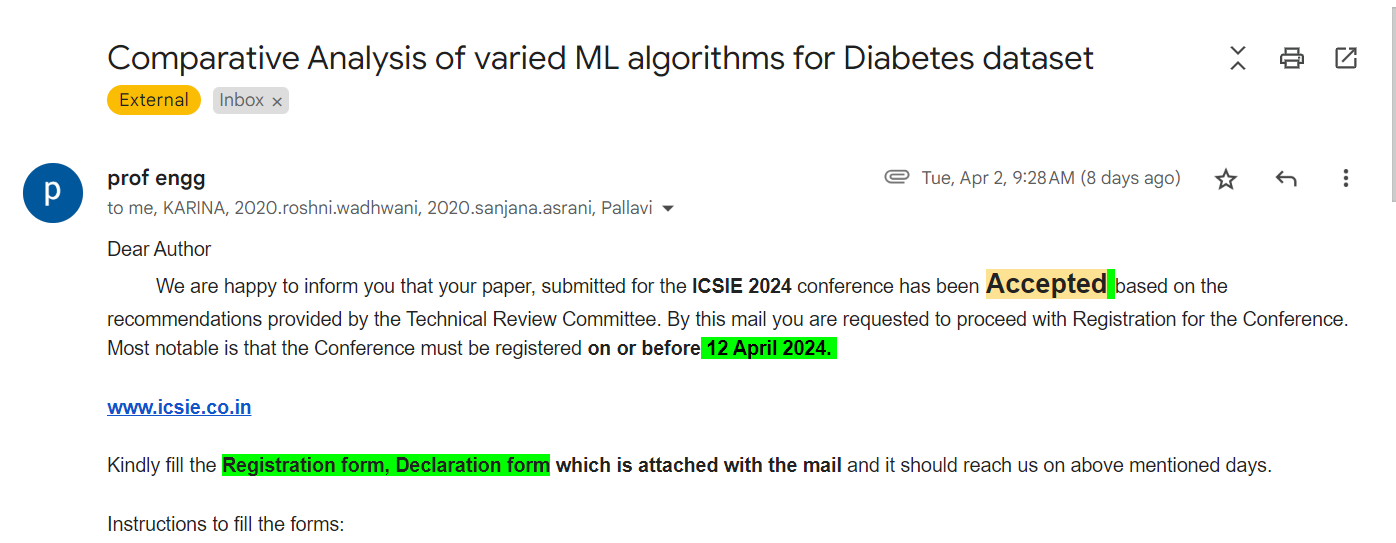 Comparative Analysis of varied ML algorithms for Diabetes dataset
External Inbox ×
prof engg Tue, Apr 2, 9:28 AM (8 days ago)
p
to me, KARINA, 2020.roshni.wadhwani, 2020.sanjana.asrani, Pallavi
Dear Author
We are happy to inform you that your paper, submitted for the ICSIE 2024 conference has been Accepted based on the
recommendations provided by the Technical Review Committee. By this mail you are requested to proceed with Registration for the Conference.
Most notable is that the Conference must be registered on or before 12 April 2024.
www.icsie.co.in
Kindly fill the Registration form, Declaration form which is attached with the mail and it should reach us on above mentioned days.
Instructions to fill the forms: